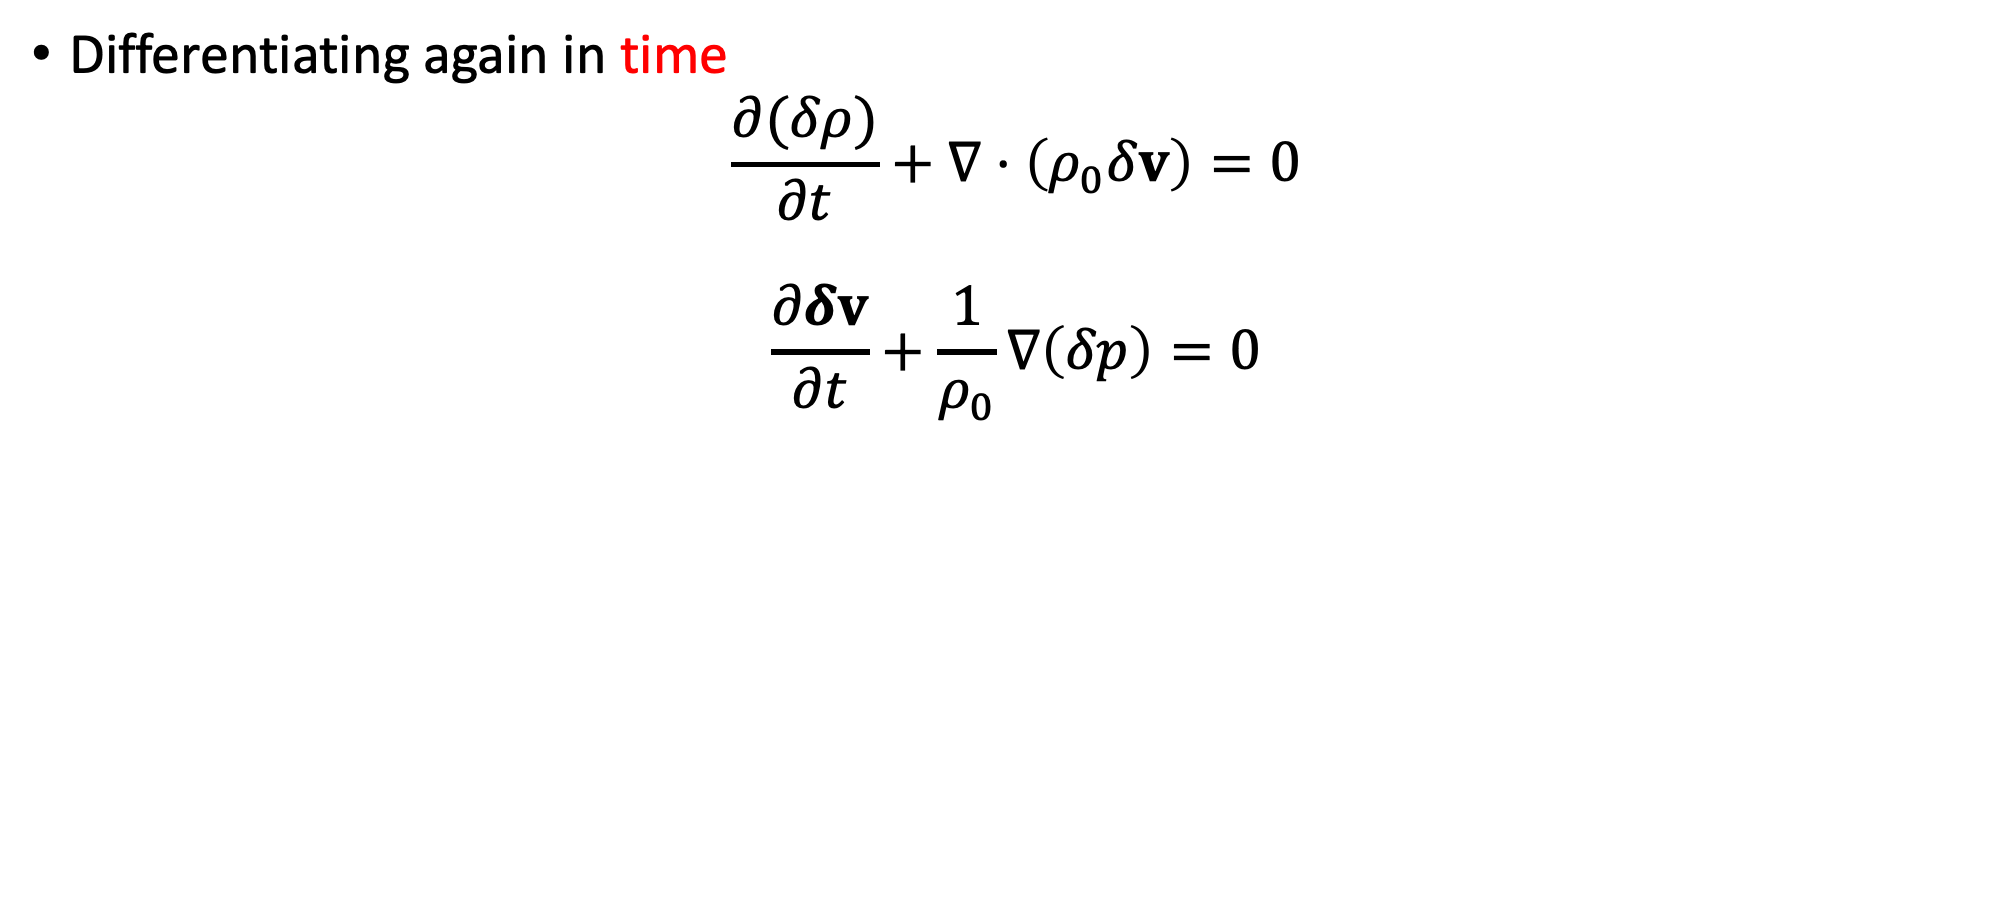 • Differentiating again in time
∂(δρ)/∂t + ∇ · (ρ₀δ𝐯) = 0
∂𝜹𝐯/∂t + 1/ρ₀ ∇(δp) = 0